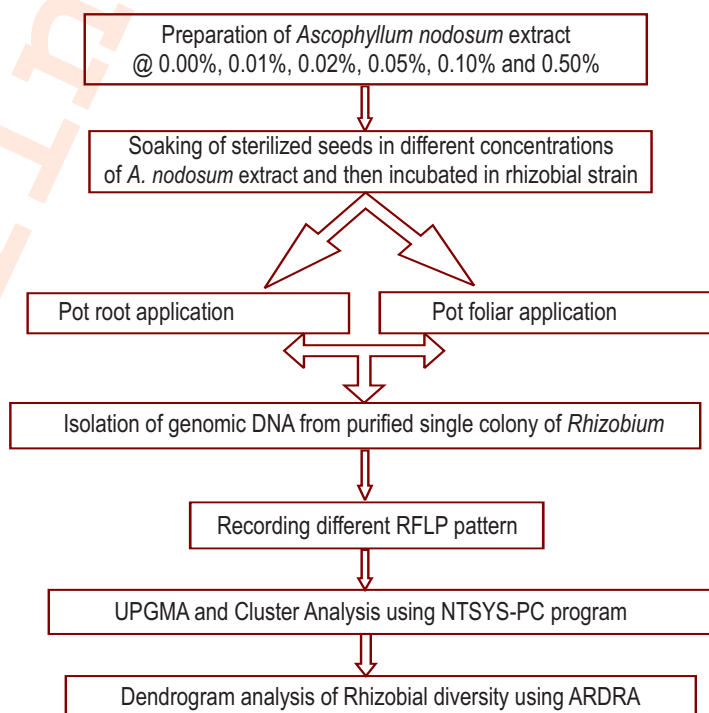 Preparation of Ascophyllum nodosum extract
@ 0.00%, 0.01%, 0.02%, 0.05%, 0.10% and 0.50%
Soaking of sterilized seeds in different concentrations
of A. nodosum extract and then incubated in rhizobial strain
Pot root application
Pot foliar application
Isolation of genomic DNA from purified single colony of Rhizobium
Recording different RFLP pattern
UPGMA and Cluster Analysis using NTSYS-PC program
Dendrogram analysis of Rhizobial diversity using ARDRA